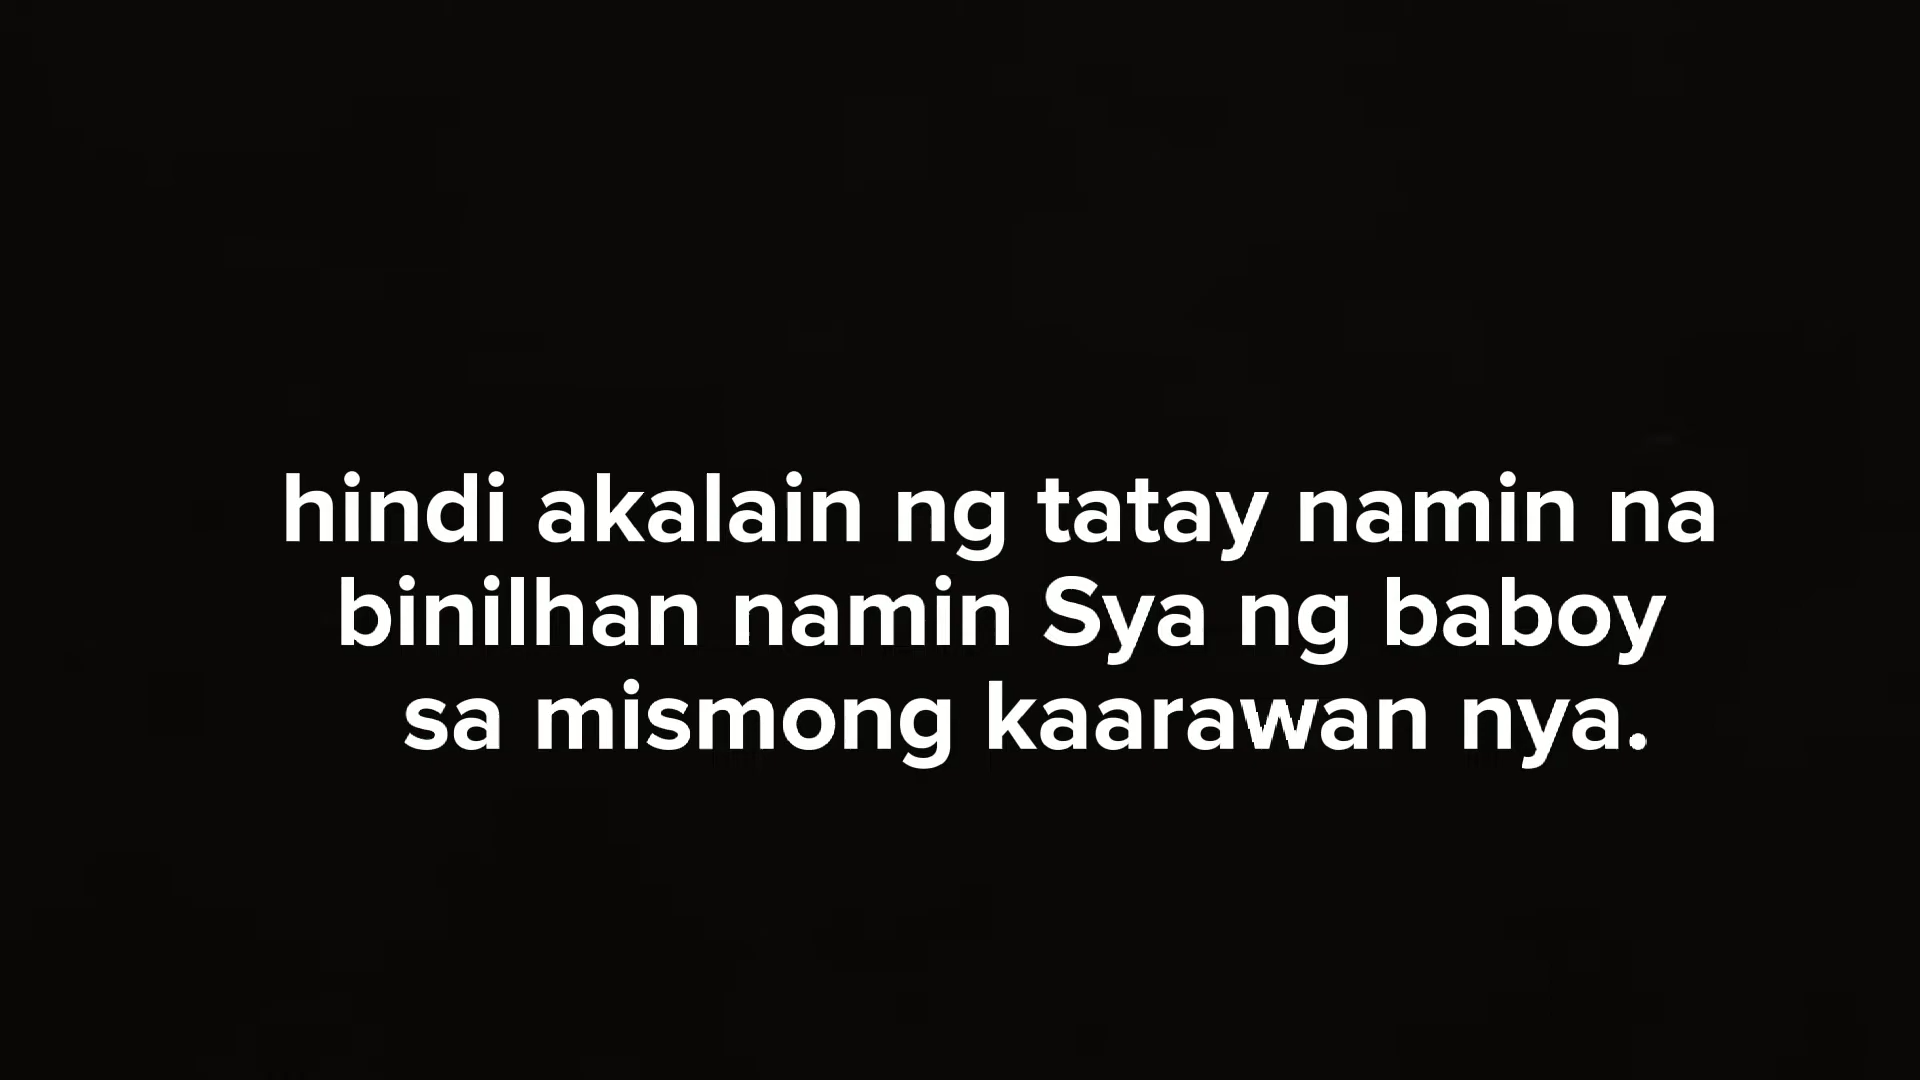 hindi akalain ng tatay namin na
binilhan namin Sya ng baboy
sa mismong kaarawan nya.